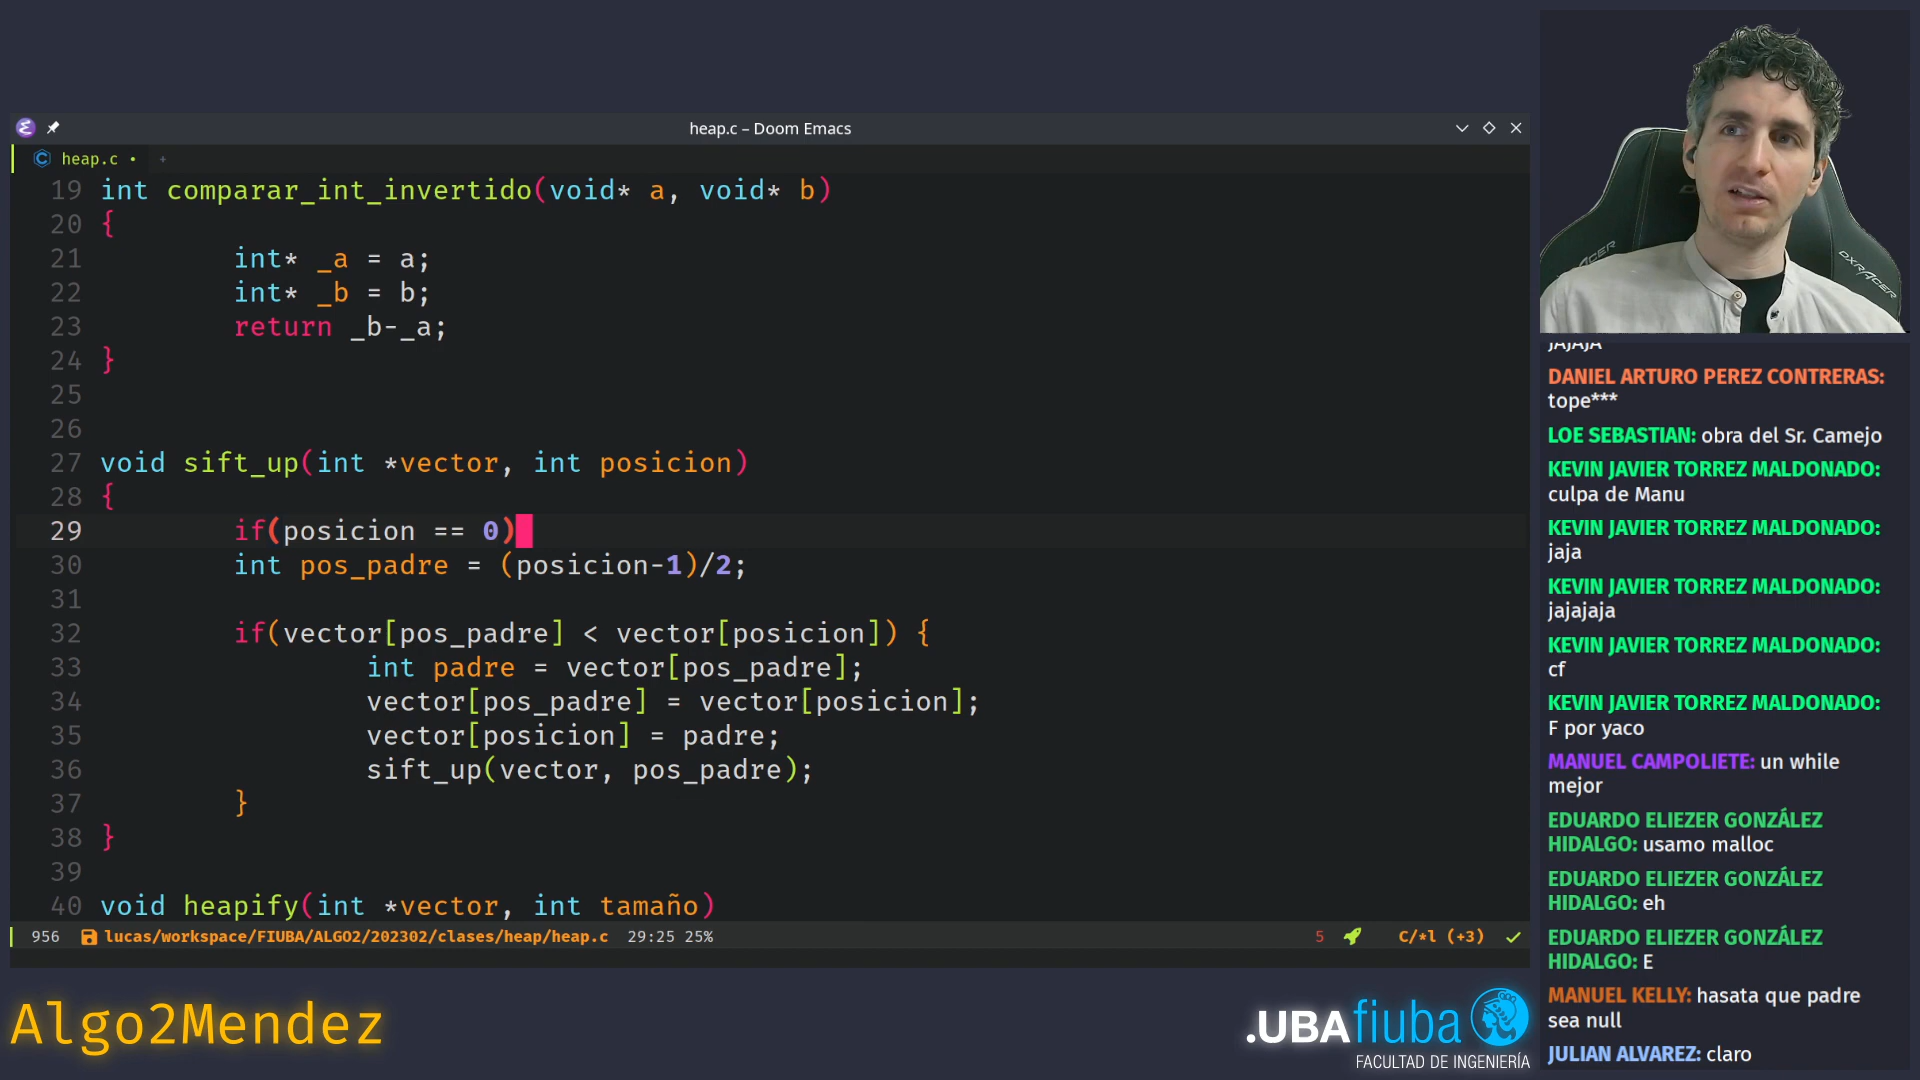 heap.c – Doom Emacs
heap.c • +
19 int comparar_int_invertido(void* a, void* b)
20 {
21 int* _a = a;
22 int* _b = b;
23 return _b-_a;
24 }
25
26
27 void sift_up(int *vector, int posicion)
28 {
29 if(posicion == 0)
30 int pos_padre = (posicion-1)/2;
31
32 if(vector[pos_padre] < vector[posicion]) {
33 int padre = vector[pos_padre];
34 vector[pos_padre] = vector[posicion];
35 vector[posicion] = padre;
36 sift_up(vector, pos_padre);
37 }
38 }
39
40 void heapify(int *vector, int tamaño)
956 lucas/workspace/FIUBA/ALGO2/202302/clases/heap/heap.c 29:25 25% 5 C/*l (+3)
Algo2Mendez
.UBAfiuba
FACULTAD DE INGENIERÍA
DXRACER
JAJAJA
DANIEL ARTURO PEREZ CONTRERAS:
tope***
LOE SEBASTIAN: obra del Sr. Camejo
KEVIN JAVIER TORREZ MALDONADO:
culpa de Manu
KEVIN JAVIER TORREZ MALDONADO:
jaja
KEVIN JAVIER TORREZ MALDONADO:
jajajaja
KEVIN JAVIER TORREZ MALDONADO:
cf
KEVIN JAVIER TORREZ MALDONADO:
F por yaco
MANUEL CAMPOLIETE: un while
mejor
EDUARDO ELIEZER GONZÁLEZ
HIDALGO: usamo malloc
EDUARDO ELIEZER GONZÁLEZ
HIDALGO: eh
EDUARDO ELIEZER GONZÁLEZ
HIDALGO: E
MANUEL KELLY: hasata que padre
sea null
JULIAN ALVAREZ: claro